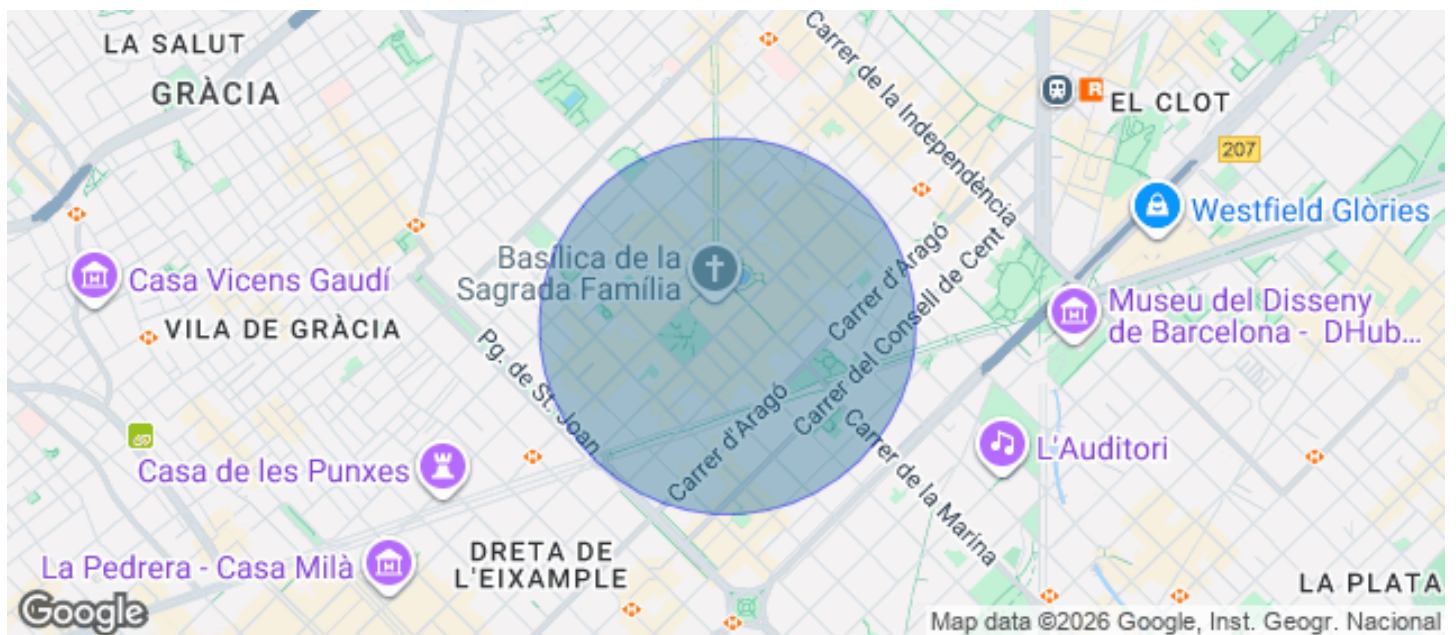 LA SALUT
GRÀCIA
Carrer de la Independència
R
EL CLOT
207
Westfield Glòries
Basílica de la
Sagrada Família
Casa Vicens Gaudí
Carrer d'Aragó
Carrer del Consell de Cent
Museu del Disseny
de Barcelona - DHub...
VILA DE GRÀCIA
Pg. de St. Joan
Carrer d'Aragó
Carrer de la Marina
L'Auditori
Casa de les Punxes
DRETA DE
L'EIXAMPLE
La Pedrera - Casa Milà
LA PLATA
Google
Map data ©2026 Google, Inst. Geogr. Nacional